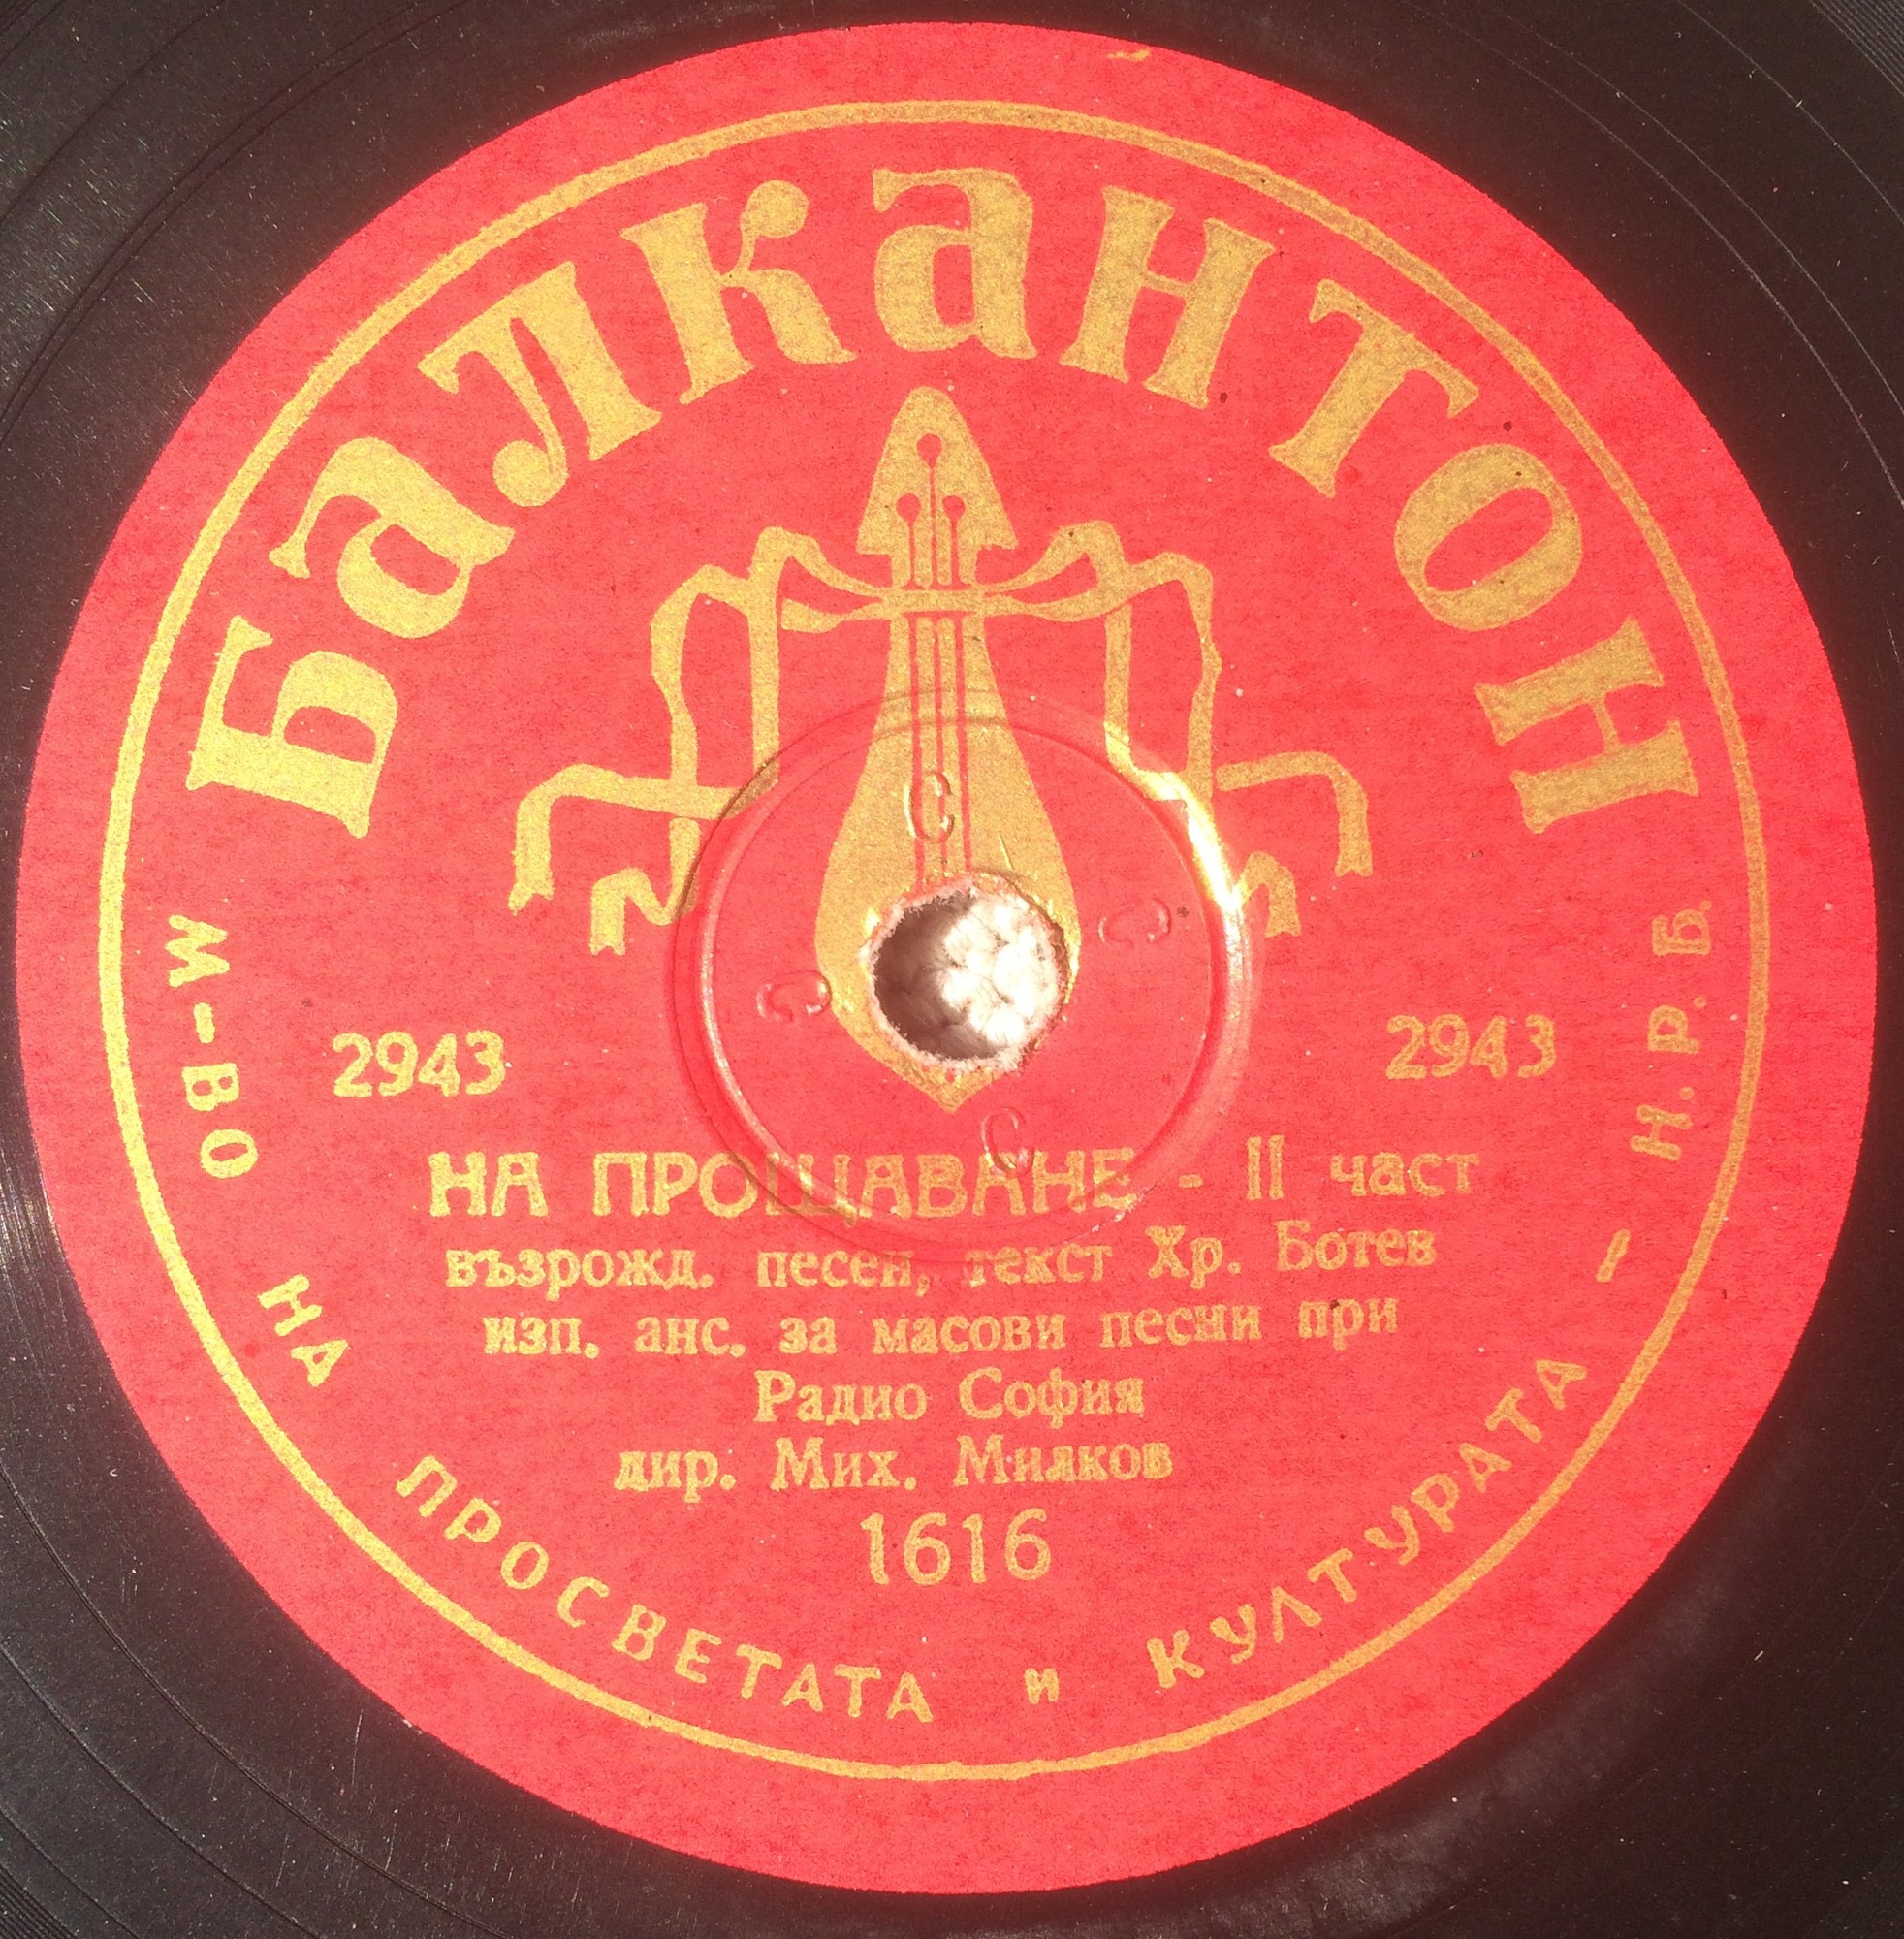 Балкантон
2943 2943
НА ПРОЩАВАНЕ - II част
възрожд. песен, текст Хр. Ботев
изп. анс. за масови песни при
Радио София
дир. Мих. Милков
1616
М-ВО НА ПРОСВЕТАТА И КУЛТУРАТА – Н.Р.Б.
C
C
C
C